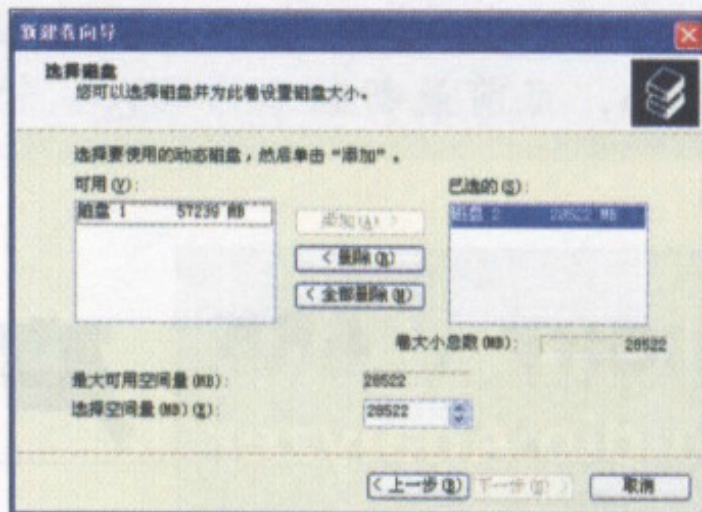 新建卷向导
选择磁盘
您可以选择磁盘并为此卷设置磁盘大小。
选择要使用的动态磁盘，然后单击“添加”。
可用(V):
已选的(S):
磁盘 1 57239 MB
添加(A) >
磁盘 2 28522 MB
< 删除(R)
< 全部删除(M)
卷大小总数(MB): 28522
最大可用空间量(MB): 28522
选择空间量(MB)(E): 28522
< 上一步(B)
下一步(N) >
取消